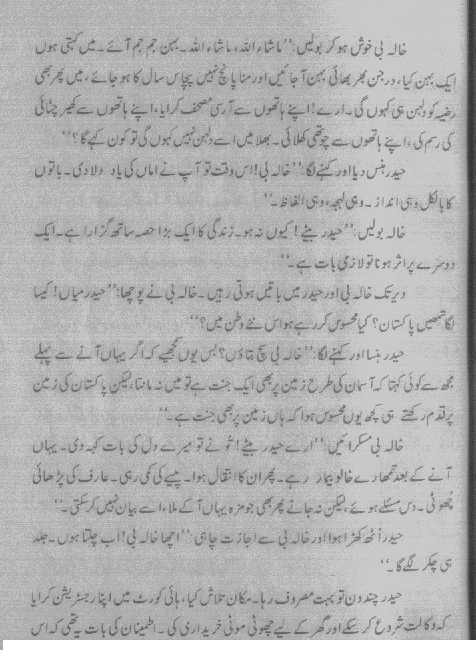 خالہ بی خوش ہو کر بولیں: ’’ماشاء اللہ، ماشاء اللہ۔ بہن جم جم آئے۔ میں کہتی ہوں
ایک بہن کیا، درجن بھر بھائی بہن آجائیں اور منا پانچ نہیں پچاس سال کا ہو جائے، میں پھر بھی
رضیہ کو دلہن ہی کہوں گی۔ ارے! اپنے ہاتھوں سے آرسی مصحف کرایا، اپنے ہاتھوں سے کھیر چٹائی
کی رسم کی، اپنے ہاتھوں سے چوتھی کھلائی۔ بھلا میں اسے دلہن نہیں کہوں گی تو کون کہے گا؟‘‘
حیدر ہنس دیا اور کہنے لگا: ’’خالہ بی! اس وقت تو آپ نے اماں کی یاد دلا دی۔ باتوں
کا بالکل وہی انداز۔ وہی لہجہ، وہی الفاظ۔‘‘
خالہ بولیں: ’’حیدر بیٹے! کیوں نہ ہو۔ زندگی کا ایک بڑا حصہ ساتھ گزارا ہے۔ ایک
دوسرے پر اثر ہونا تو لازمی بات ہے۔‘‘
دیر تک خالہ بی اور حیدر میں باتیں ہوتی رہیں۔ خالہ بی نے پوچھا: ’’حیدر میاں! کیسا
لگا تمھیں پاکستان؟ کیا محسوس کر رہے ہو اس نئے وطن میں؟‘‘
حیدر ہنسا اور کہنے لگا: ’’خالہ بی سچ بتاؤں؟ بس یوں سمجھیے کہ اگر یہاں آنے سے پہلے
مجھ سے کوئی کہتا کہ آسمان کی طرح زمین پر بھی ایک جنت ہے تو میں نہ مانتا، لیکن پاکستان کی زمین
پر قدم رکھتے ہی کچھ یوں محسوس ہوا کہ ہاں زمین پر بھی جنت ہے۔‘‘
خالہ بی مسکرائیں: ’’ارے حیدر بیٹے! تو نے تو میرے دل کی بات کہہ دی۔ یہاں
آنے کے بعد تمھارے خالو بیمار رہے۔ پھر ان کا انتقال ہوا۔ پیسے کی کمی رہی۔ عارف کی پڑھائی
چھوٹی۔ دس مسئلے ہوئے، لیکن نہ جانے پھر بھی جو مزہ یہاں آکے ملا، اسے بیان نہیں کر سکتی۔‘‘
حیدر اٹھ کھڑا ہوا اور خالہ بی سے اجازت چاہی: ’’اچھا خالہ بی! اب چلتا ہوں۔ جلد
ہی چکر لگے گا۔‘‘
حیدر چند دن تو بہت مصروف رہا۔ مکان تلاش کیا، ہائی کورٹ میں اپنا رجسٹریشن کرایا
کہ وکالت شروع کر سکے اور گھر کے لیے چھوٹی موٹی خریداری کی۔ اطمینان کی بات یہ تھی کہ اس